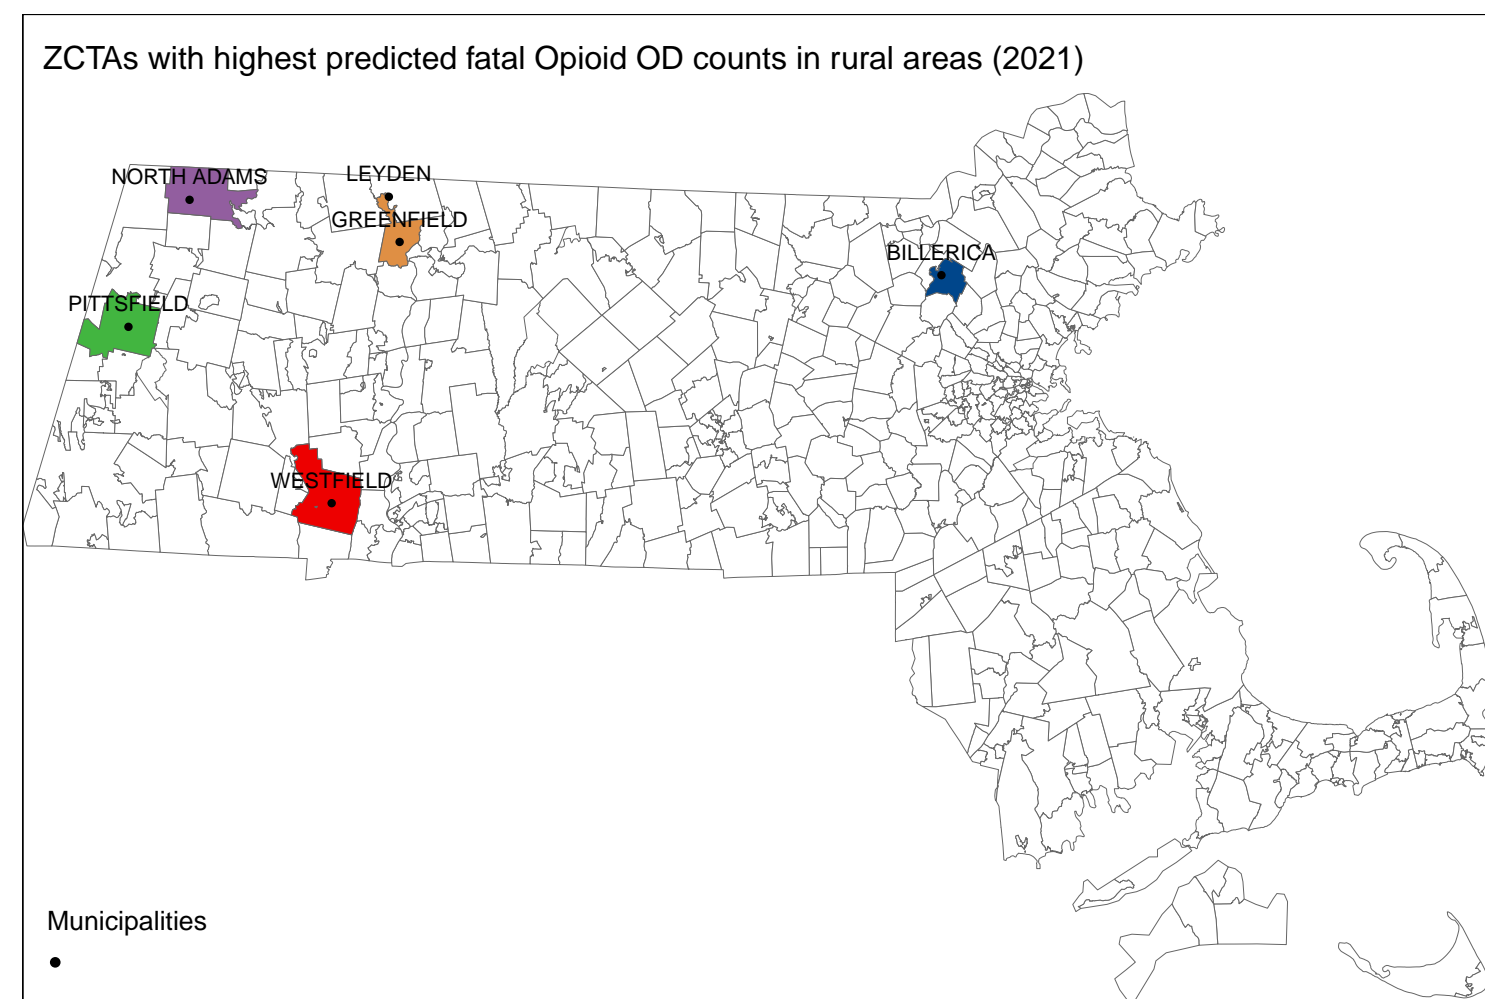 ZCTAs with highest predicted fatal Opioid OD counts in rural areas (2021)
NORTH ADAMS
LEYDEN
GREENFIELD
BILLERICA
PITTSFIELD
WESTFIELD
Municipalities